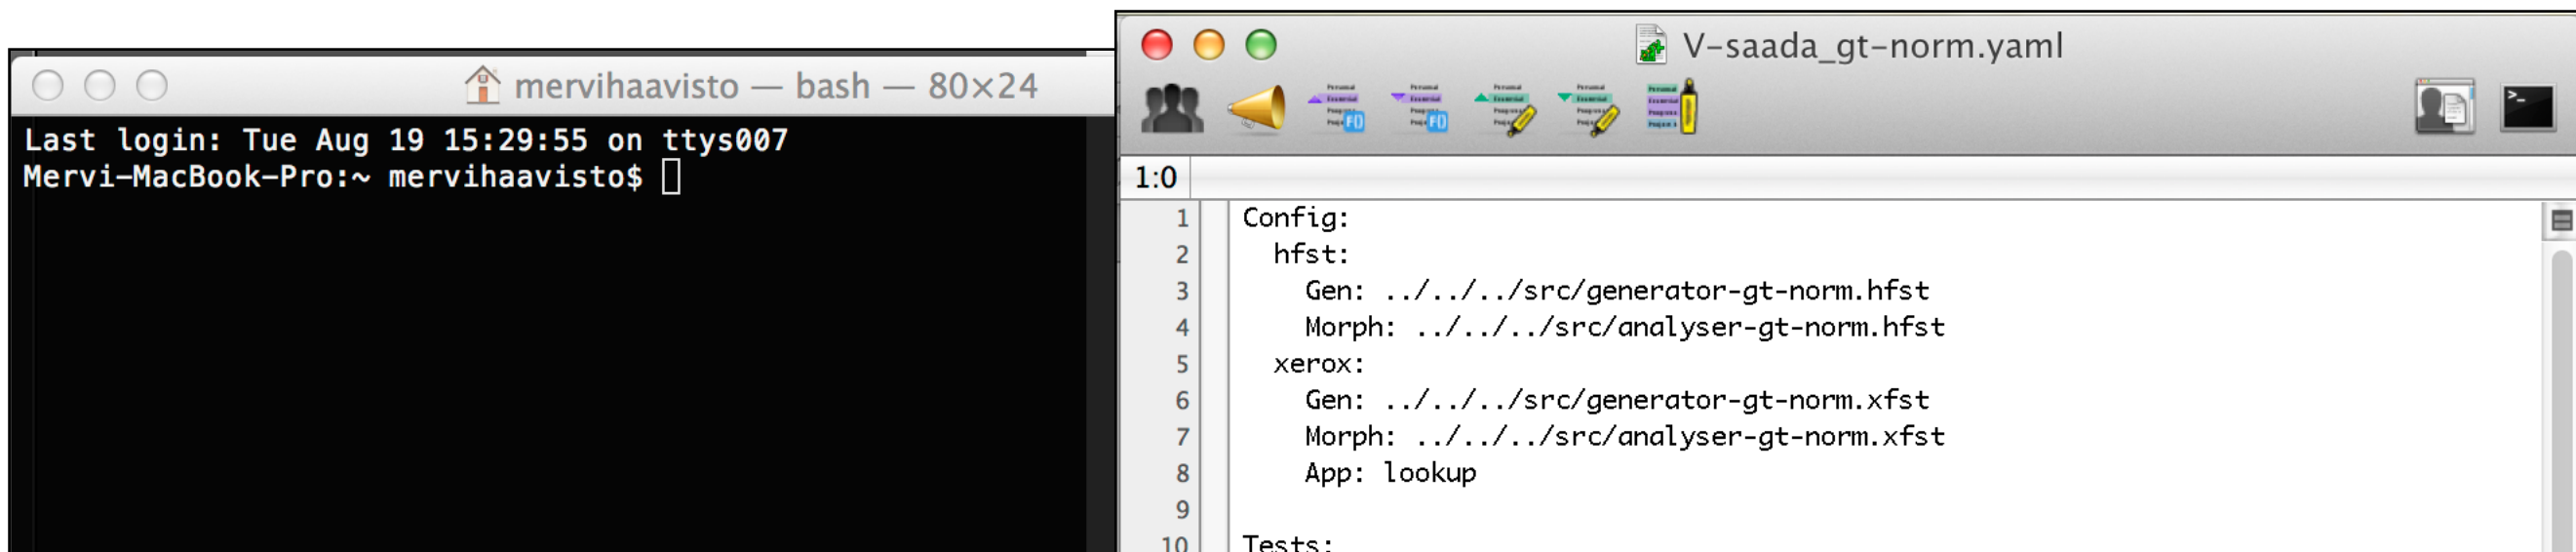 mervihaavisto — bash — 80×24
Last login: Tue Aug 19 15:29:55 on ttys007
Mervi-MacBook-Pro:~ mervihaavisto$
V-saada_gt-norm.yaml
1:0
1 Config:
2 hfst:
3 Gen: ../../../src/generator-gt-norm.hfst
4 Morph: ../../../src/analyser-gt-norm.hfst
5 xerox:
6 Gen: ../../../src/generator-gt-norm.xfst
7 Morph: ../../../src/analyser-gt-norm.xfst
8 App: lookup
9
10 Tests: